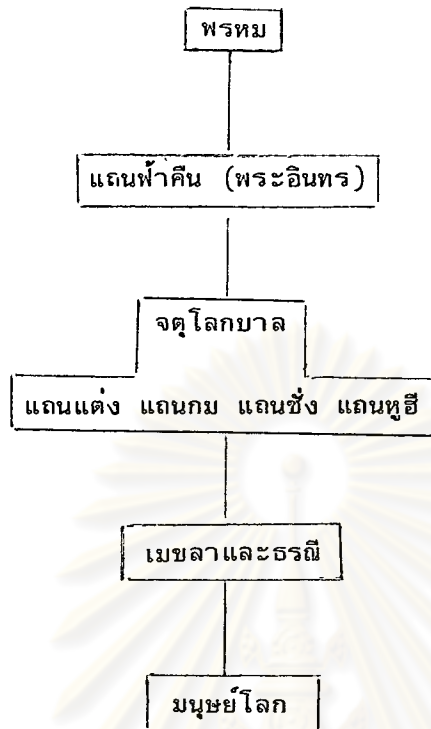 พรหม
แถนฟ้าคืน (พระอินทร)
จตุโลกบาล
แถนแต่ง แถนกม แถนชั่ง แถนหูฮี
เมขลาและธรณี
มนุษย์โลก